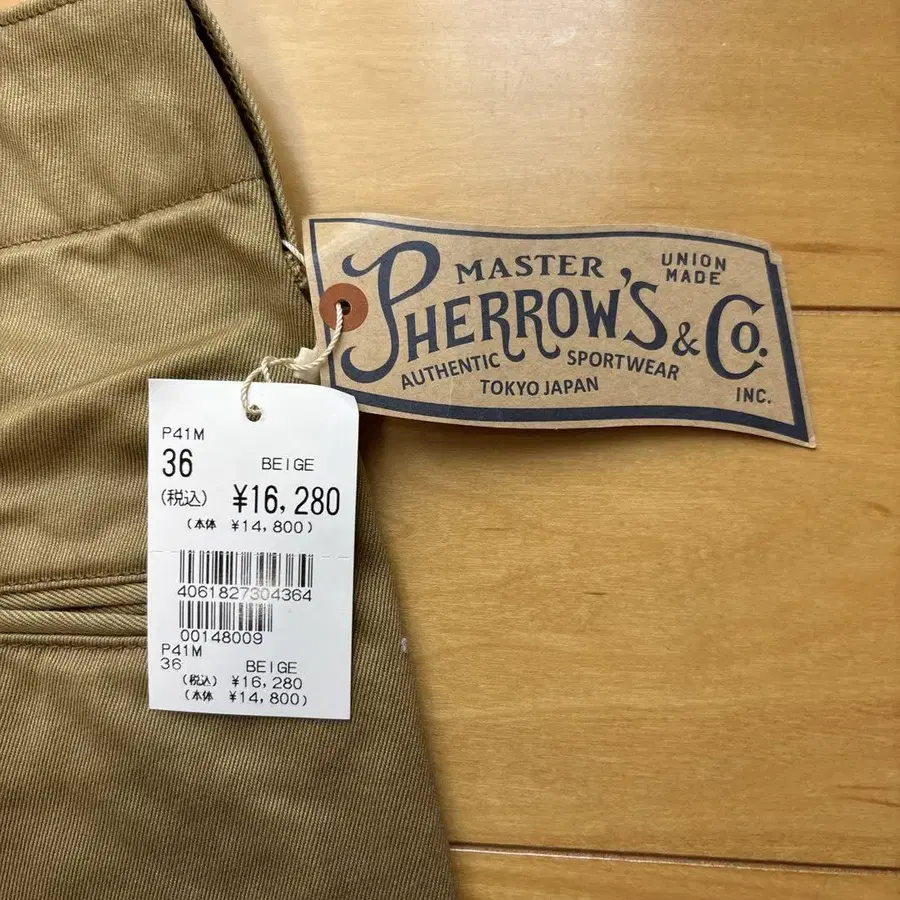 MASTER
UNION
MADE
PHERROW'S & Co.
AUTHENTIC SPORTWEAR
TOKYO JAPAN
INC.
P41M
36 BEIGE
(税込) ¥16,280
(本体 ¥14,800)
4061827304364
00148009
P41M
36 BEIGE
(税込) ¥16,280
(本体 ¥14,800)